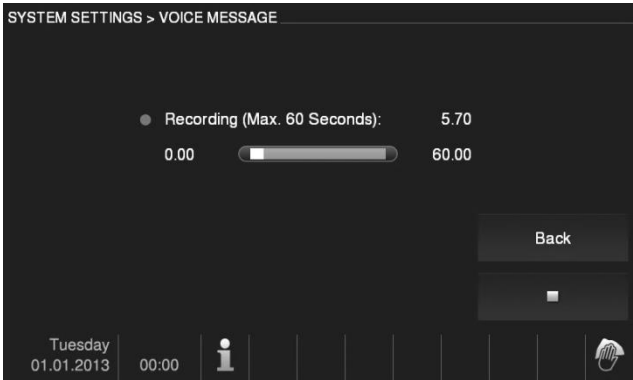 SYSTEM SETTINGS > VOICE MESSAGE
Recording (Max. 60 Seconds): 5.70
0.00 60.00
Back
Tuesday
01.01.2013 00:00